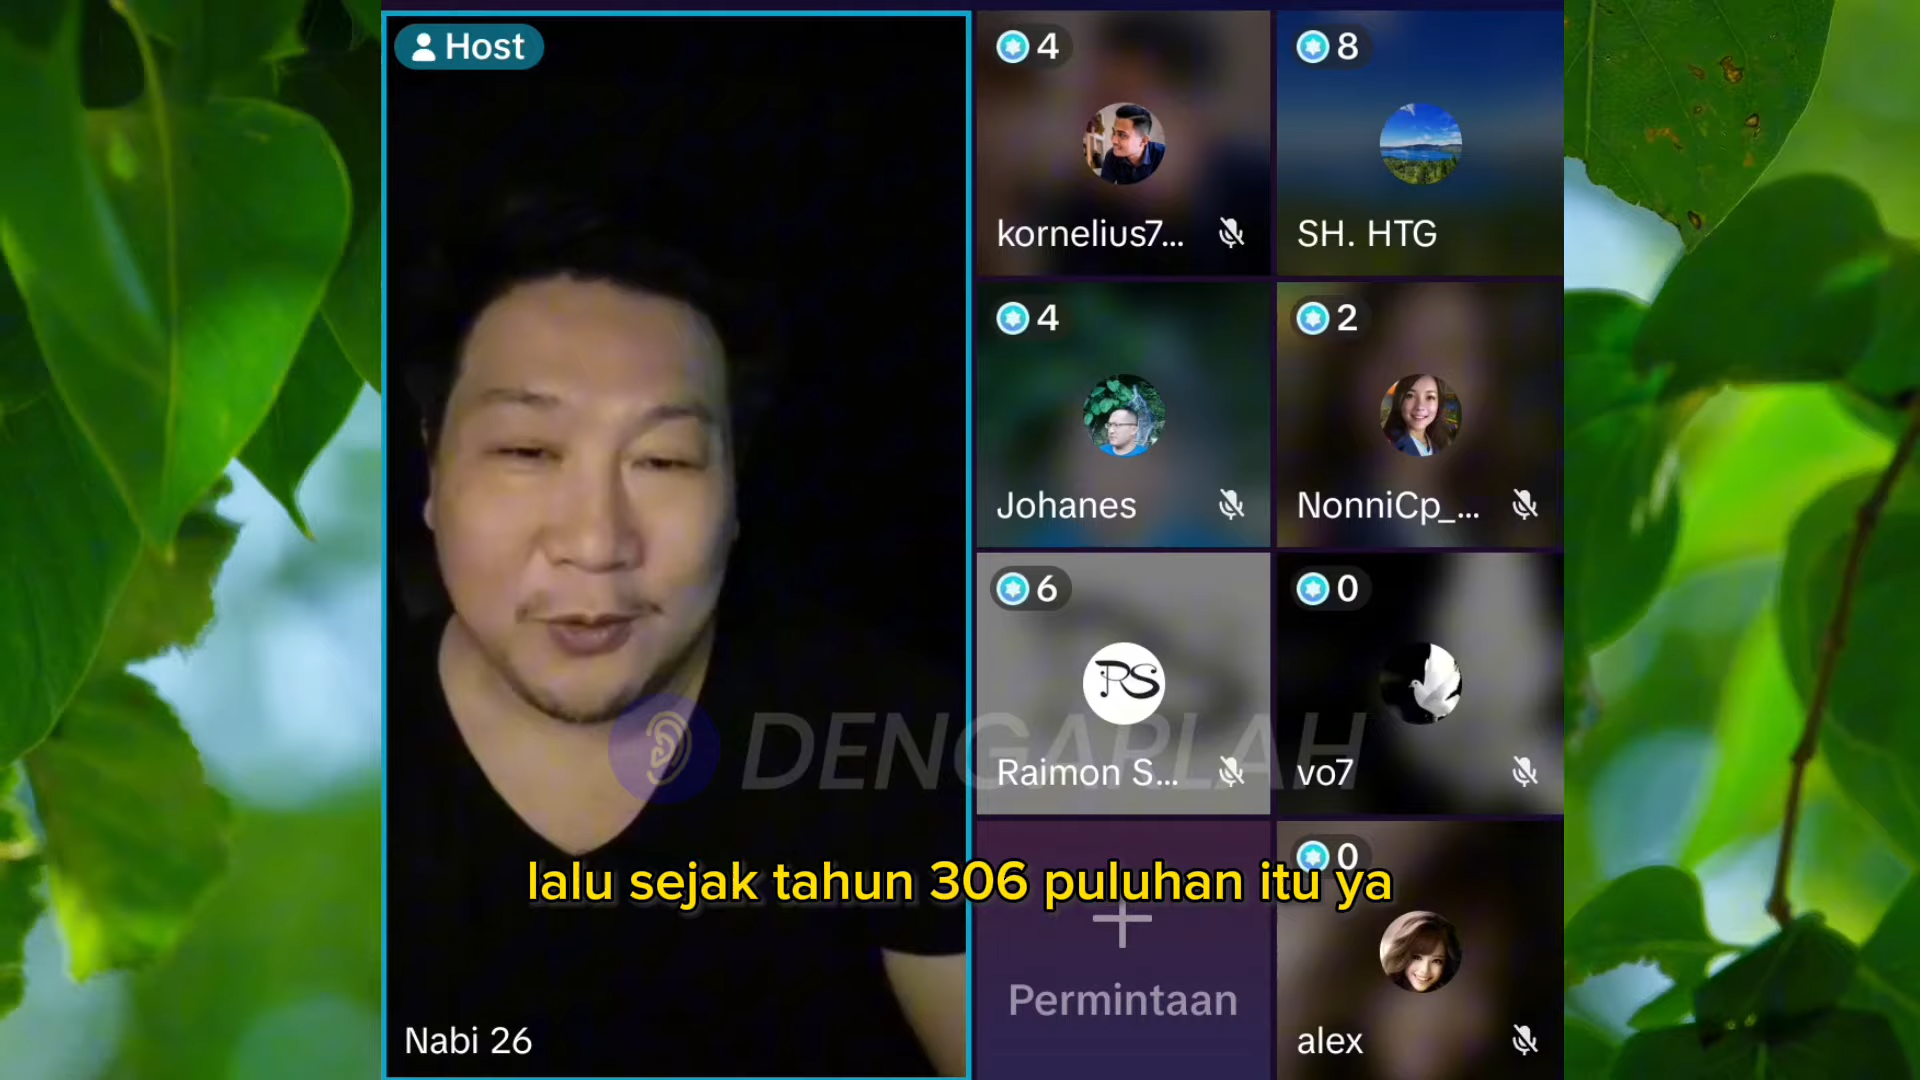 Host
4
8
kornelius7...
SH. HTG
4
2
Johanes
NonniCp_...
6
0
RS
DENGARLAH
Raimon S...
vo7
0
lalu sejak tahun 306 puluhan itu ya
Permintaan
Nabi 26
alex